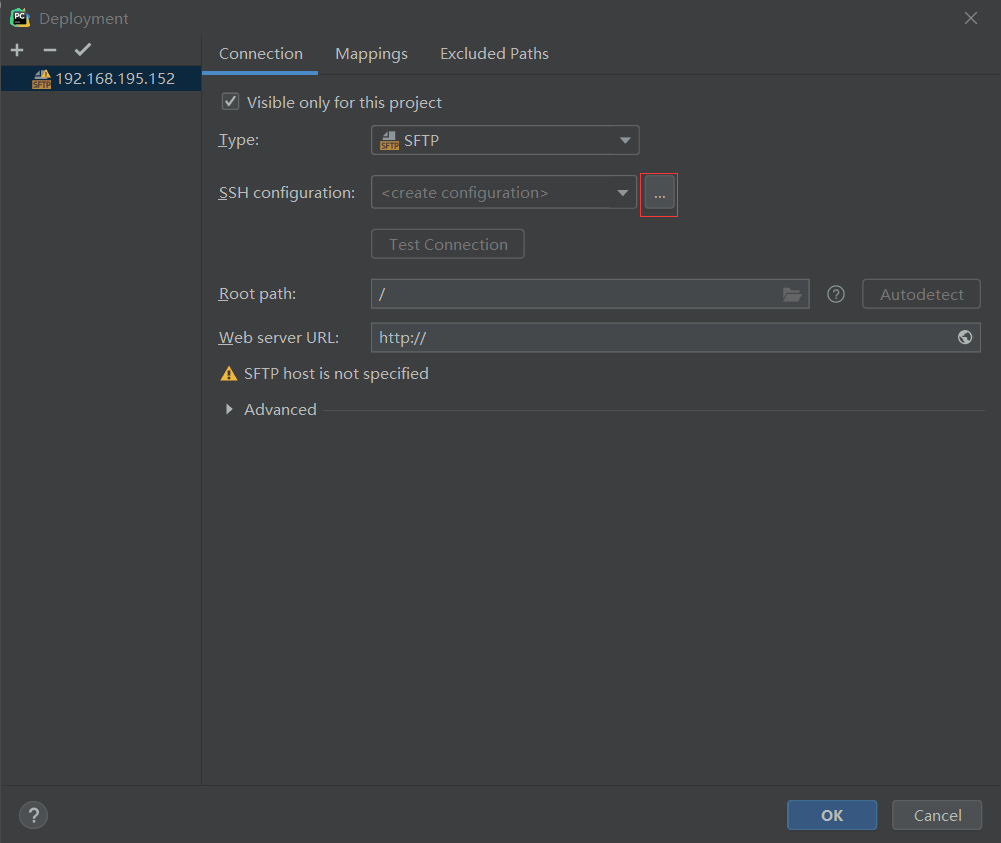 PC
Deployment
SFTP 192.168.195.152
Connection Mappings Excluded Paths
Visible only for this project
Type: SFTP SFTP
SSH configuration: <create configuration> ...
Test Connection
Root path: / ? Autodetect
Web server URL: http://
SFTP host is not specified
Advanced
? OK Cancel